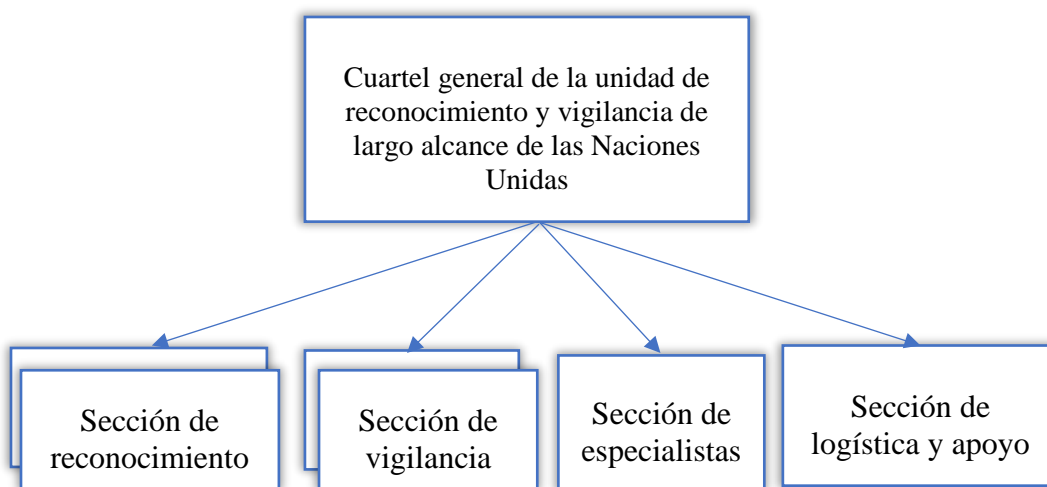 Cuartel general de la unidad de
reconocimiento y vigilancia de
largo alcance de las Naciones
Unidas
Sección de
reconocimiento
Sección de
vigilancia
Sección de
especialistas
Sección de
logística y apoyo